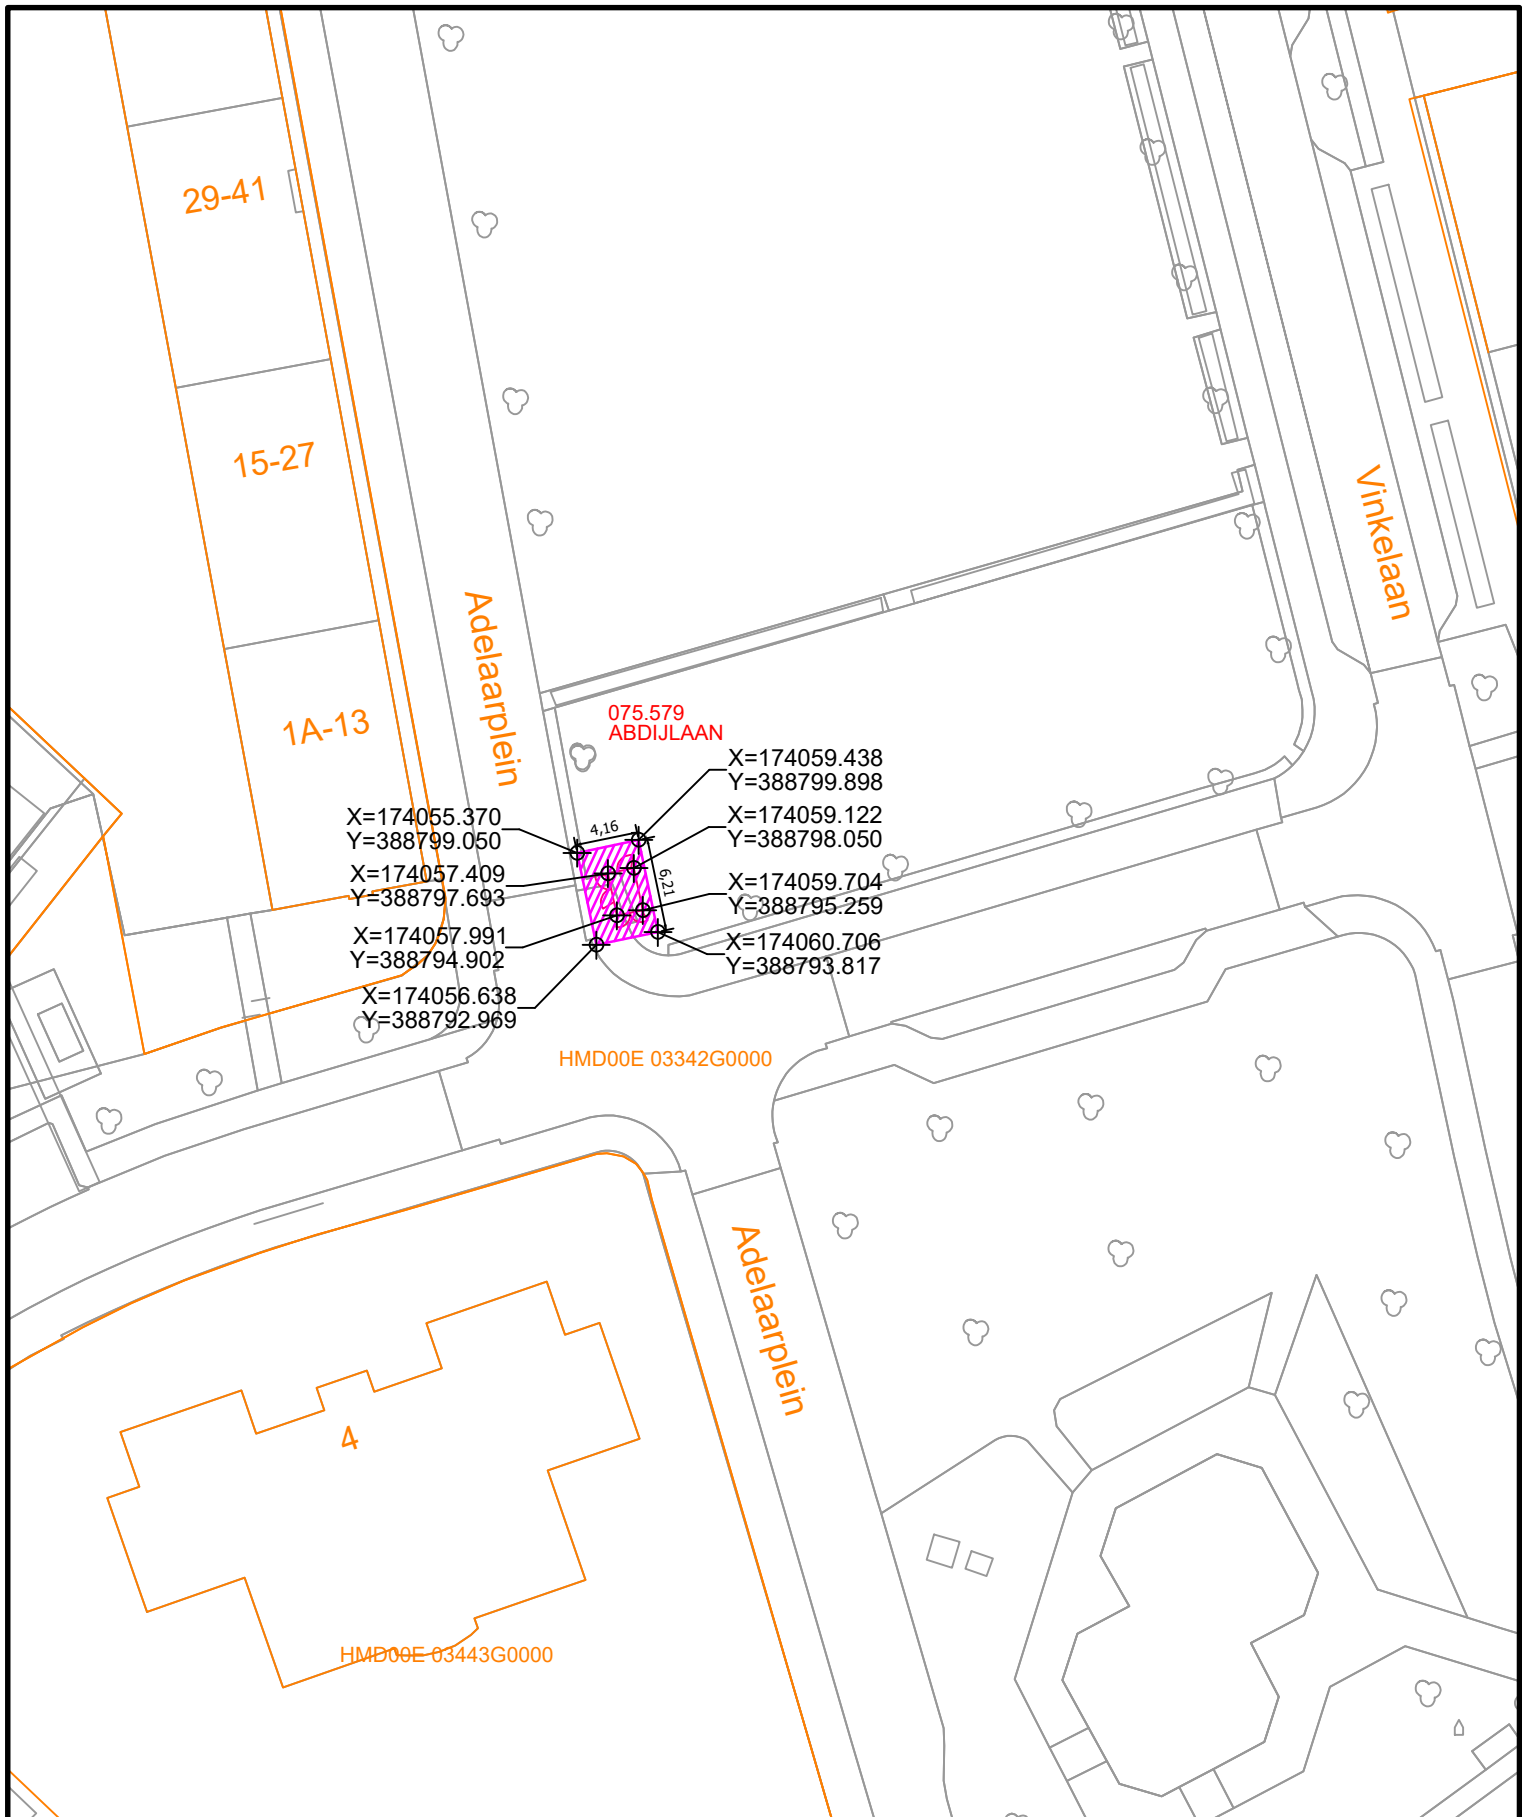 29-41
15-27
Vinkelaan
Adelaarplein
1A-13
075.579
ABDIJLAAN
X=174059.438
Y=388799.898
X=174055.370
Y=388799.050
4,16
X=174059.122
Y=388798.050
X=174057.409
Y=388797.693
6,21
X=174059.704
Y=388795.259
X=174057.991
Y=388794.902
X=174060.706
Y=388793.817
X=174056.638
Y=388792.969
HMD00E 03342G0000
Adelaarplein
4
HMD00E 03443G0000